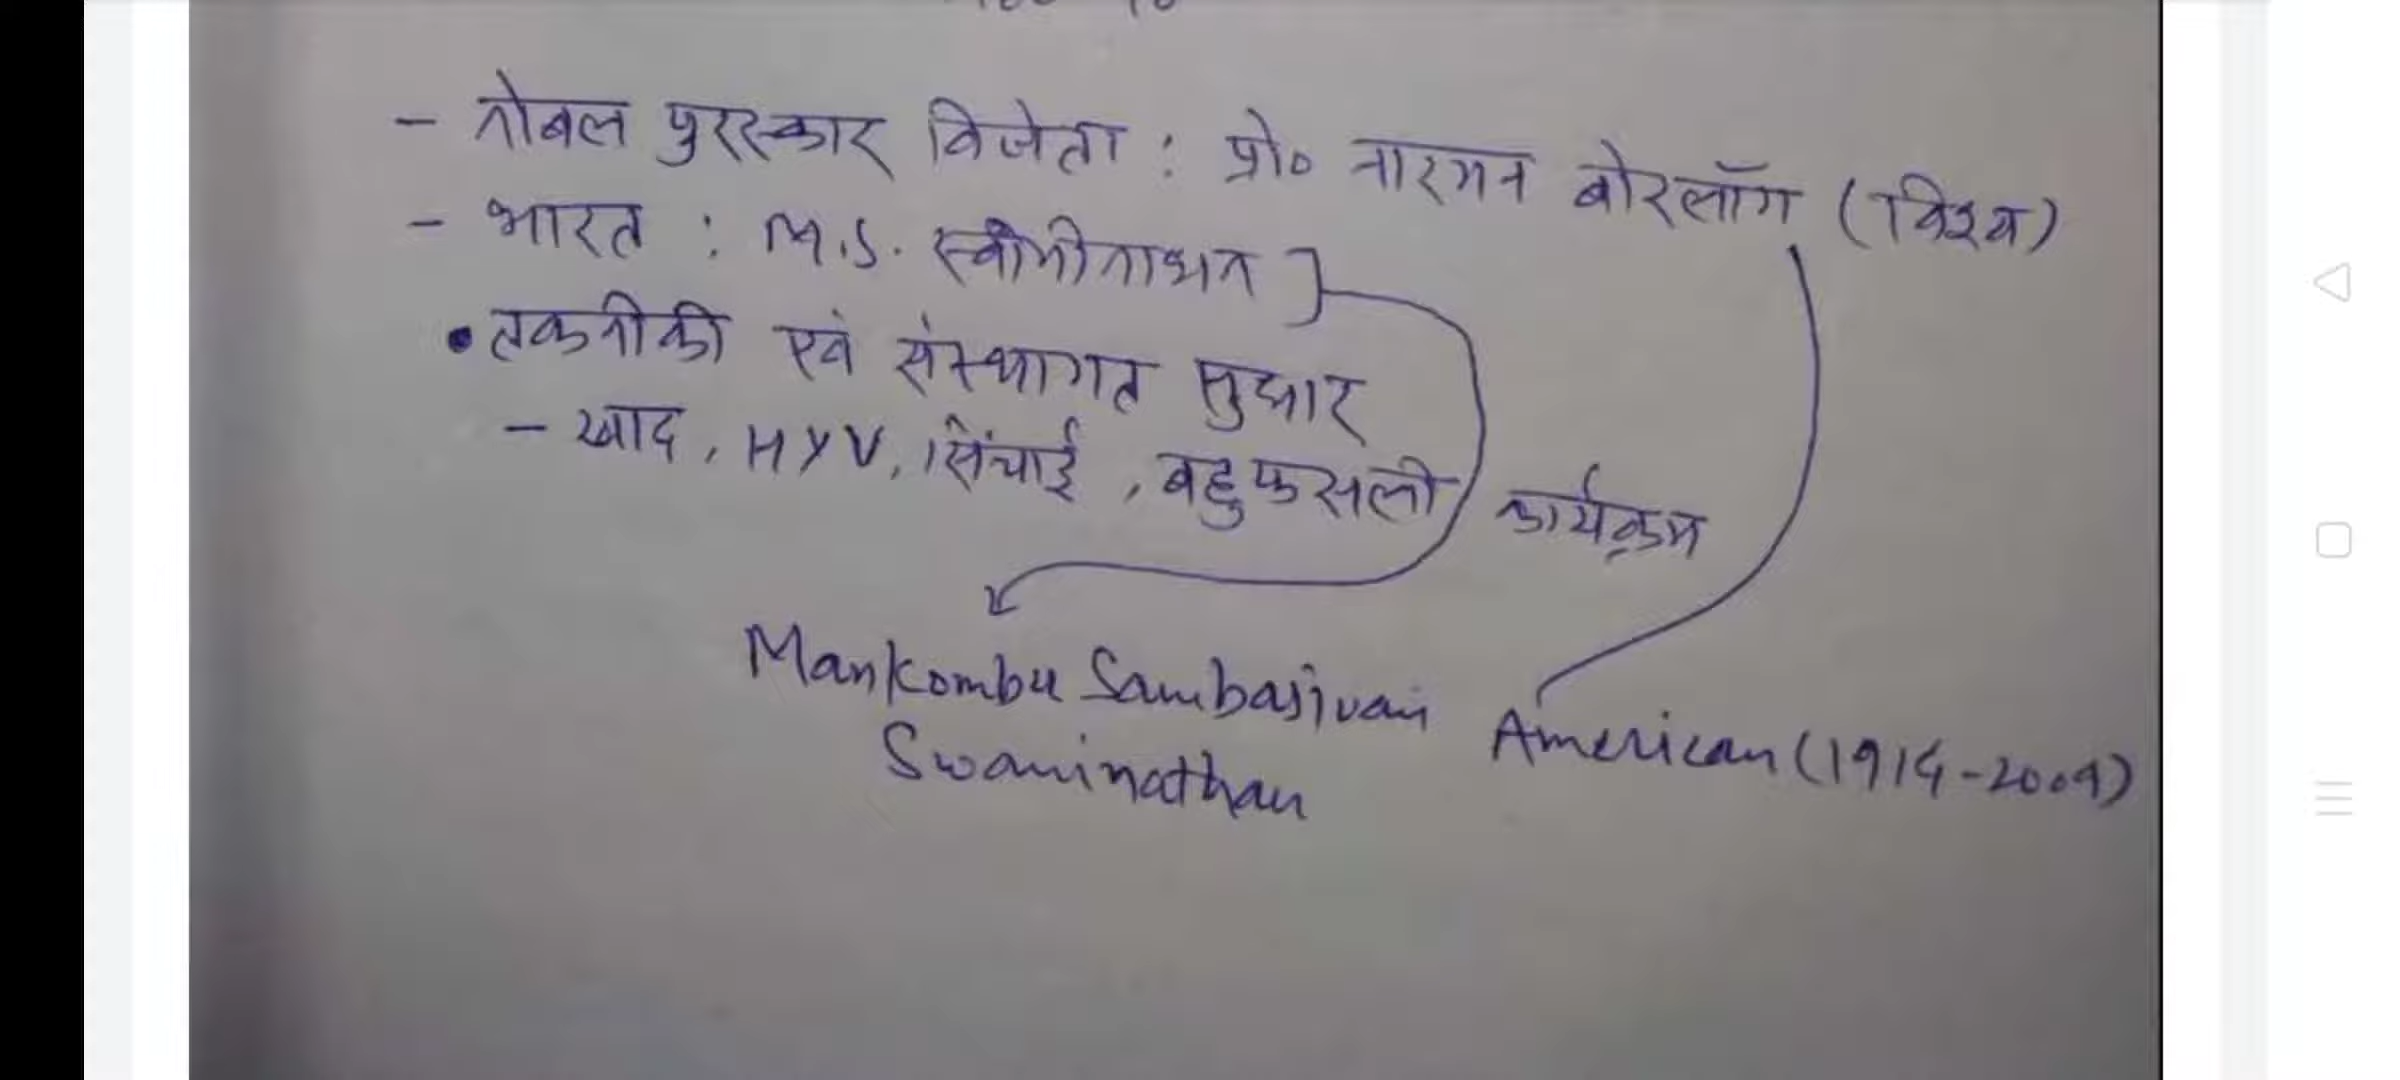 - नोबल पुरस्कार विजेता : प्रो० नारमन बोरलॉग (विश्व)
- भारत : M.S. स्वामीनाथन ]
• तकनीकी एवं संस्थागत सुधार
- खाद, HYV, सिंचाई, बहुफसली कार्यक्रम
Mankombu Sambasivan
Swaminathan
American (1914-2009)